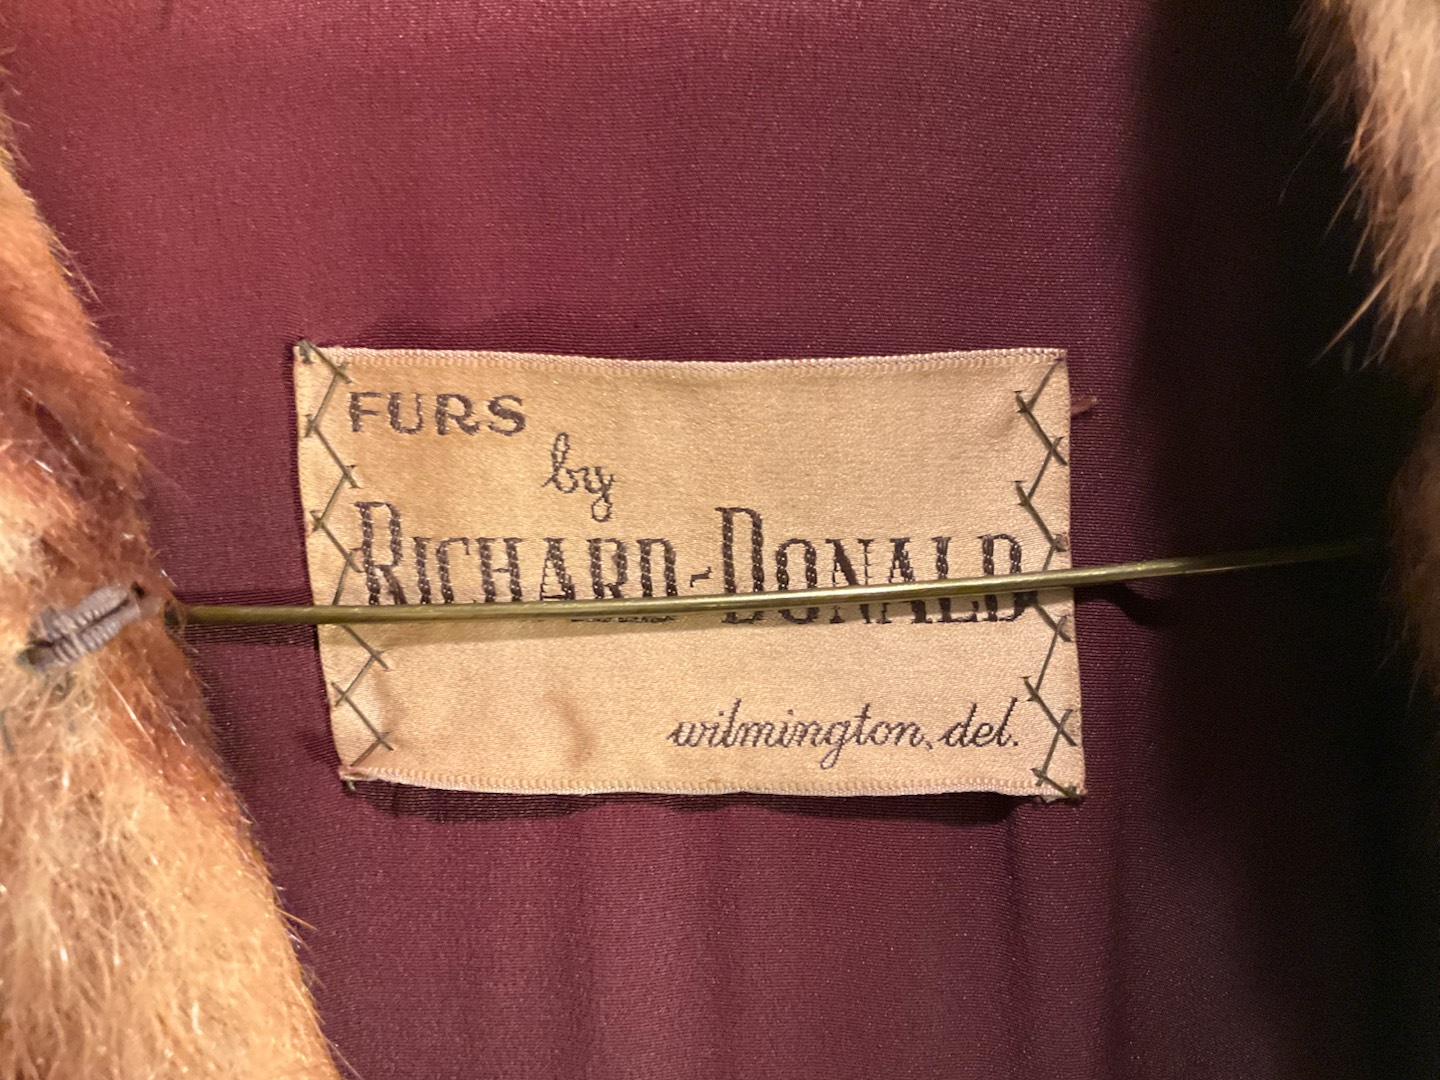 FURS
by
RICHARD-DONALD
wilmington, del.